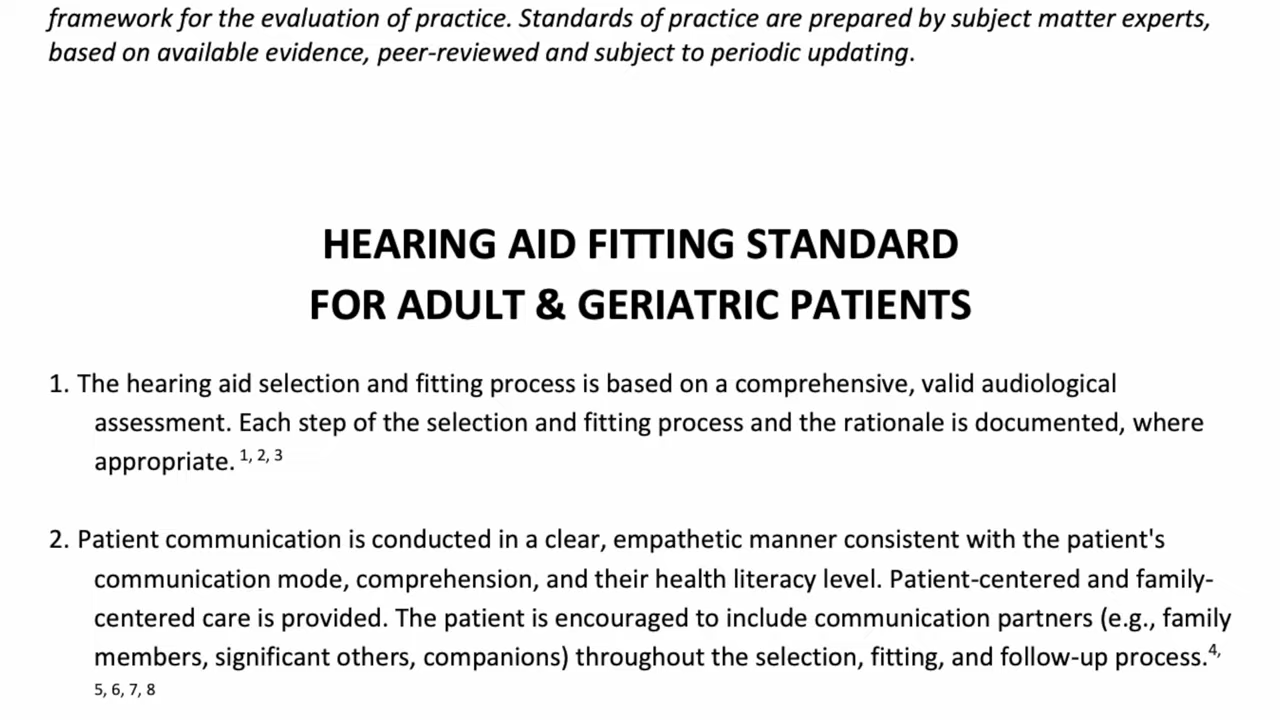 framework for the evaluation of practice. Standards of practice are prepared by subject matter experts,
based on available evidence, peer-reviewed and subject to periodic updating.
HEARING AID FITTING STANDARD
FOR ADULT & GERIATRIC PATIENTS
1. The hearing aid selection and fitting process is based on a comprehensive, valid audiological
assessment. Each step of the selection and fitting process and the rationale is documented, where
appropriate. 1, 2, 3
2. Patient communication is conducted in a clear, empathetic manner consistent with the patient's
communication mode, comprehension, and their health literacy level. Patient-centered and family-
centered care is provided. The patient is encouraged to include communication partners (e.g., family
members, significant others, companions) throughout the selection, fitting, and follow-up process.4,
5, 6, 7, 8